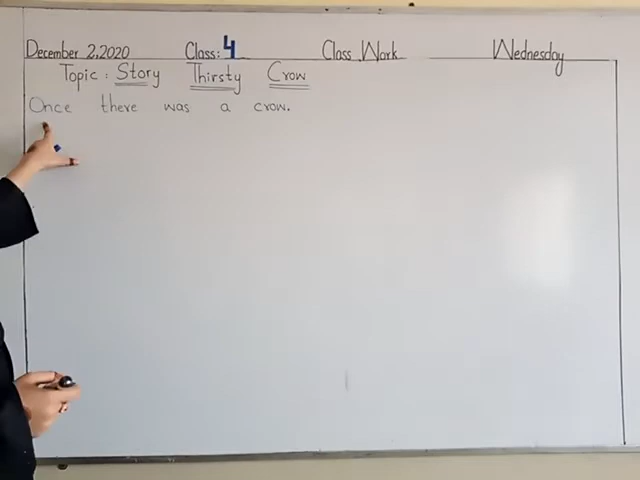 December 2,2020 Class: 4 Class Work Wednesday
Topic : Story Thirsty Crow
Once there was a crow.